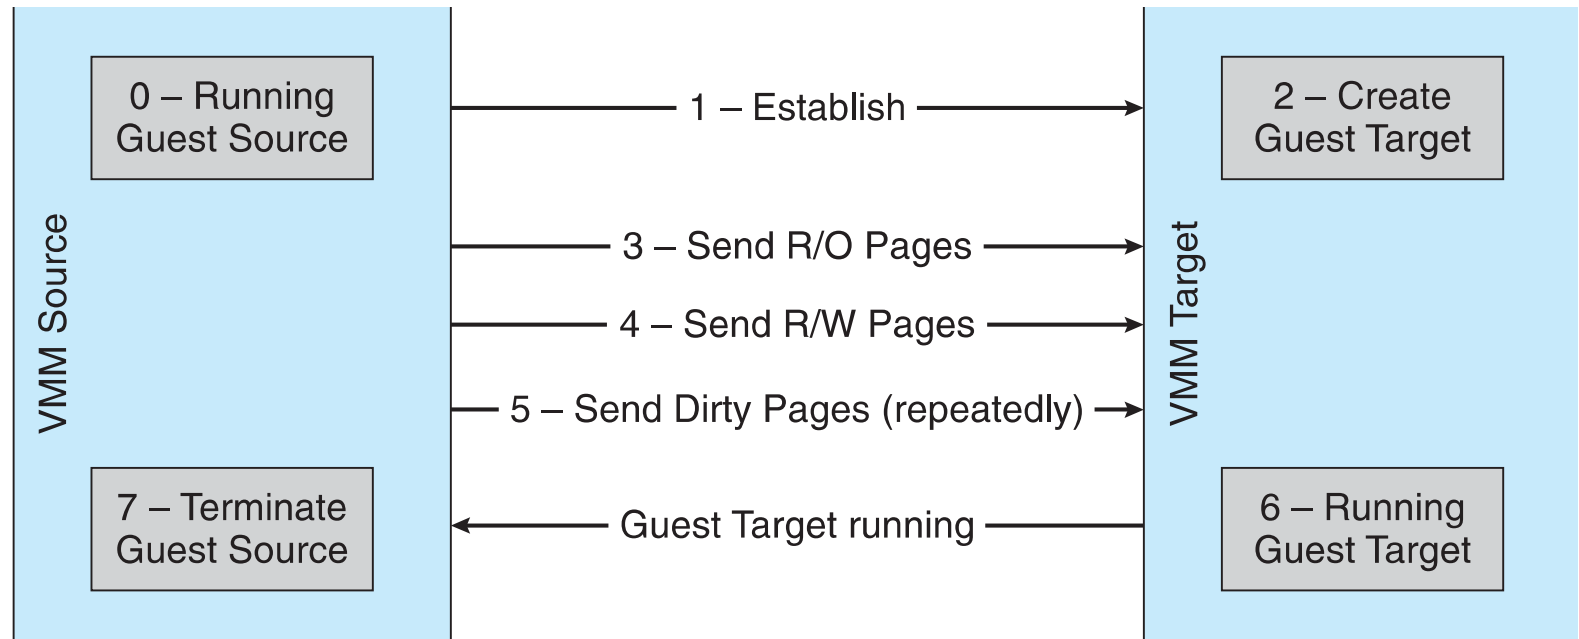 0 – Running
Guest Source
1 – Establish
2 – Create
Guest Target
VMM Source
3 – Send R/O Pages
4 – Send R/W Pages
5 – Send Dirty Pages (repeatedly)
VMM Target
7 – Terminate
Guest Source
Guest Target running
6 – Running
Guest Target